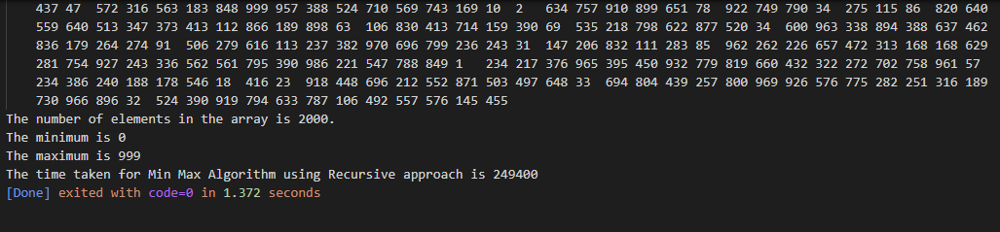 437 47 572 316 563 183 848 999 957 388 524 710 569 743 169 10 2 634 757 910 899 651 78 922 749 790 34 275 115 86 820 640
559 640 513 347 373 413 112 866 189 898 63 106 830 413 714 159 390 69 535 218 798 622 877 520 34 600 963 338 894 388 637 462
836 179 264 274 91 506 279 616 113 237 382 970 696 799 236 243 31 147 206 832 111 283 85 962 262 226 657 472 313 168 168 629
281 754 927 243 336 562 561 795 390 986 221 547 788 849 1 234 217 376 965 395 450 932 779 819 660 432 322 272 702 758 961 57
234 386 240 188 178 546 18 416 23 918 448 696 212 552 871 503 497 648 33 694 804 439 257 800 969 926 576 775 282 251 316 189
730 966 896 32 524 390 919 794 633 787 106 492 557 576 145 455
The number of elements in the array is 2000.
The minimum is 0
The maximum is 999
The time taken for Min Max Algorithm using Recursive approach is 249400
[Done] exited with code=0 in 1.372 seconds